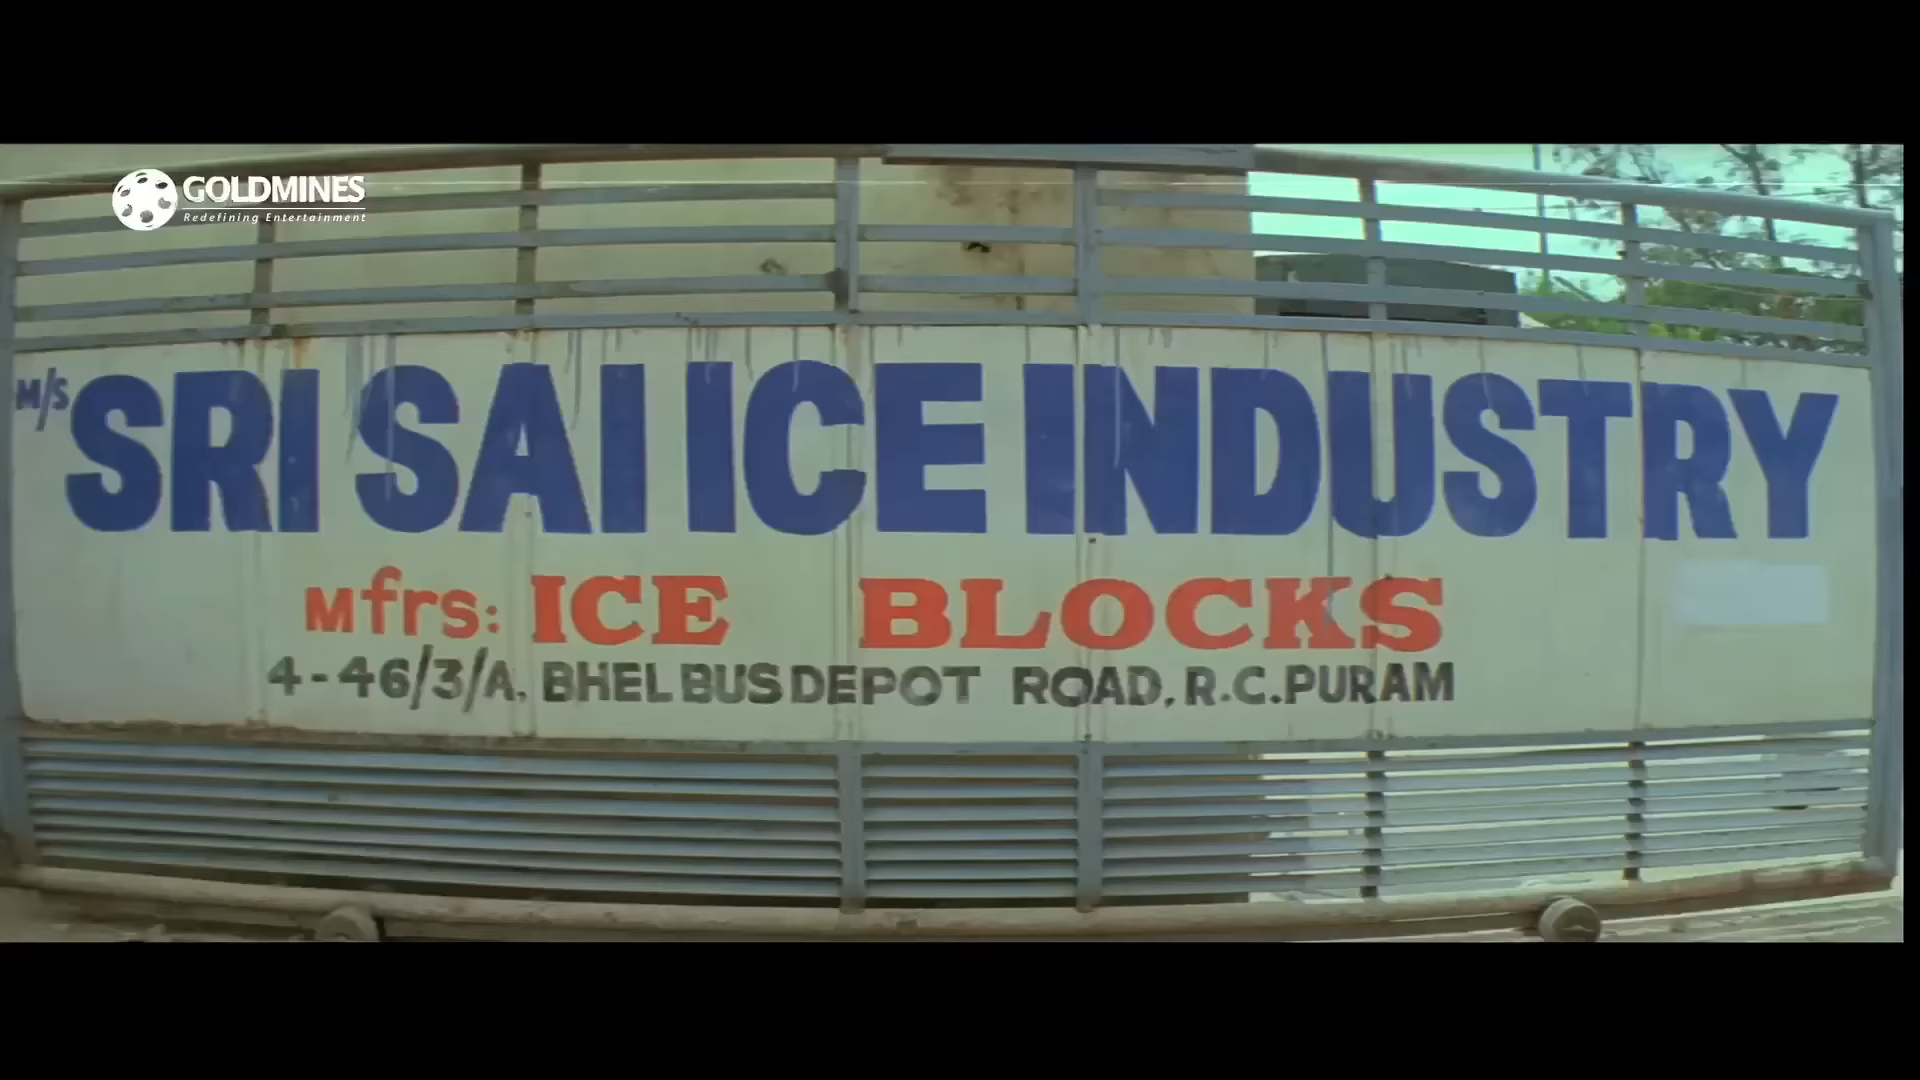 GOLDMINES
Redefining Entertainment
M/S SRI SAI ICE INDUSTRY
Mfrs: ICE BLOCKS
4-46/3/A, BHEL BUS DEPOT ROAD, R.C.PURAM